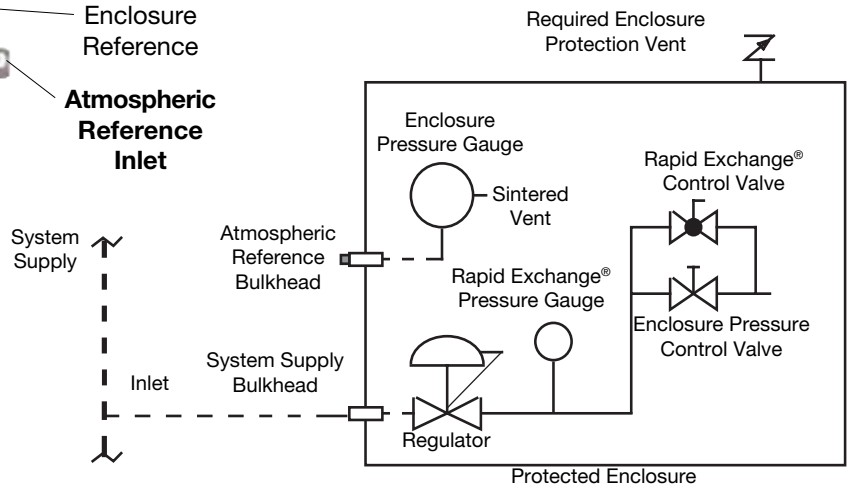 Enclosure
Reference
Atmospheric
Reference
Inlet
Required Enclosure
Protection Vent
Enclosure
Pressure Gauge
Sintered
Vent
Rapid Exchange®
Control Valve
System
Supply
Atmospheric
Reference
Bulkhead
Rapid Exchange®
Pressure Gauge
Enclosure Pressure
Control Valve
System Supply
Bulkhead
Inlet
Regulator
Protected Enclosure